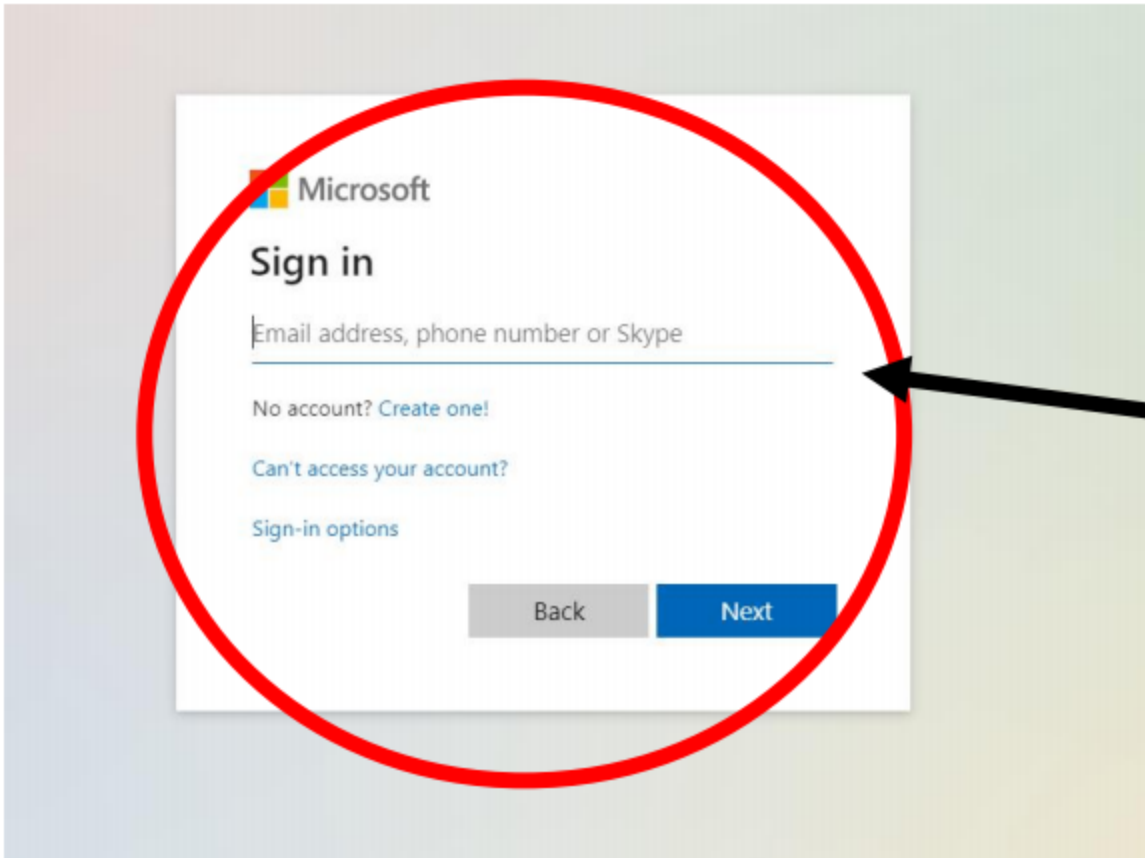 Microsoft
Sign in
Email address, phone number or Skype
No account? Create one!
Can't access your account?
Sign-in options
Back Next